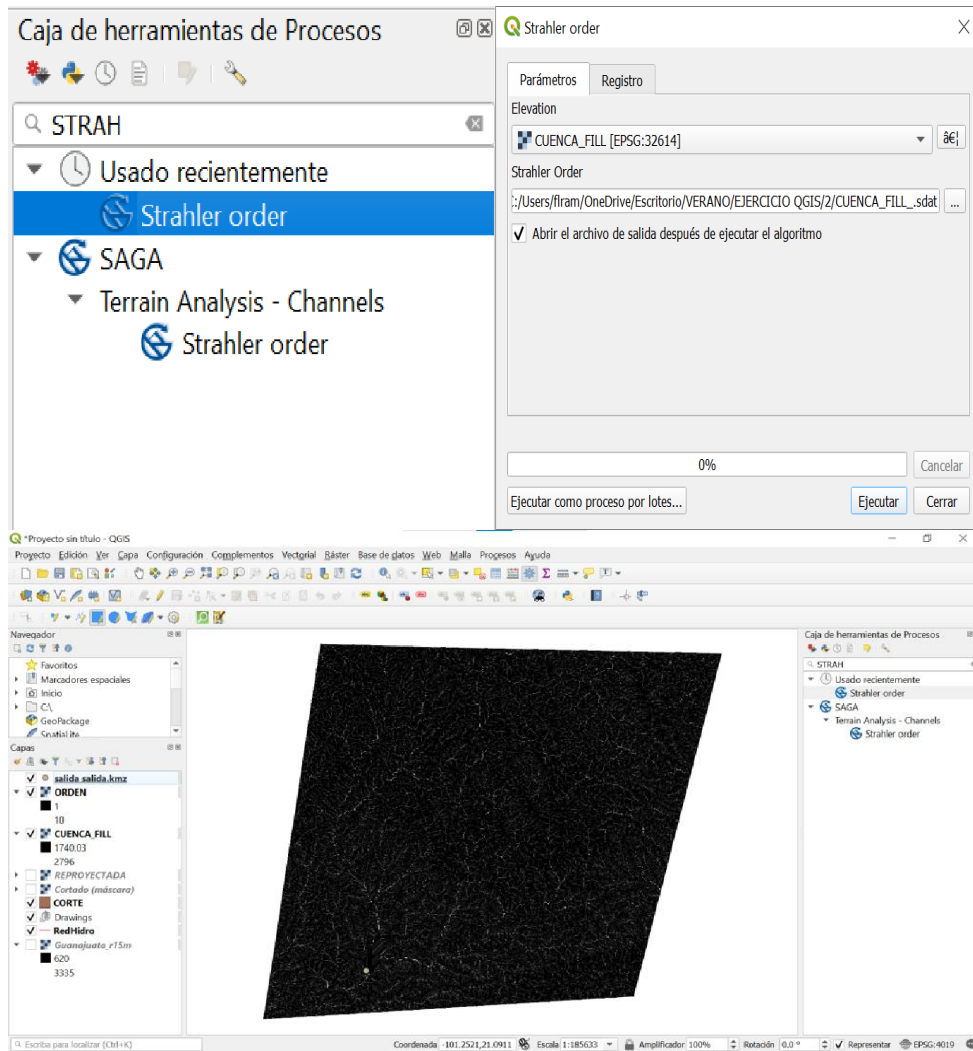 Caja de herramientas de Procesos
STRAH
Usado recientemente
Strahler order
SAGA
Terrain Analysis - Channels
Strahler order
Strahler order
Parámetros Registro
Elevation
CUENCA_FILL [EPSG:32614] â€¦
Strahler Order
:/Users/flram/OneDrive/Escritorio/VERANO/EJERCICIO QGIS/2/CUENCA_FILL_.sdat ...
Abrir el archivo de salida después de ejecutar el algoritmo
0% Cancelar
Ejecutar como proceso por lotes... Ejecutar Cerrar
*Proyecto sin título - QGIS
Proyecto Edición Ver Capa Configuración Complementos Vectorial Ráster Base de datos Web Malla Procesos Ayuda
Navegador
Favoritos
Marcadores espaciales
Inicio
C:\
GeoPackage
SpatiaLite
Capas
salida salida.kmz
ORDEN
1
10
CUENCA_FILL
1740.03
2796
REPROYECTADA
Cortado (máscara)
CORTE
Drawings
RedHidro
Guanajuato_r15m
620
3335
Caja de herramientas de Procesos
STRAH
Usado recientemente
Strahler order
SAGA
Terrain Analysis - Channels
Strahler order
Escriba para localizar (Ctrl+K) Coordenada -101.2521,21.0911 Escala 1:185633 Amplificador 100% Rotación 0.0 ° Representar EPSG:4019